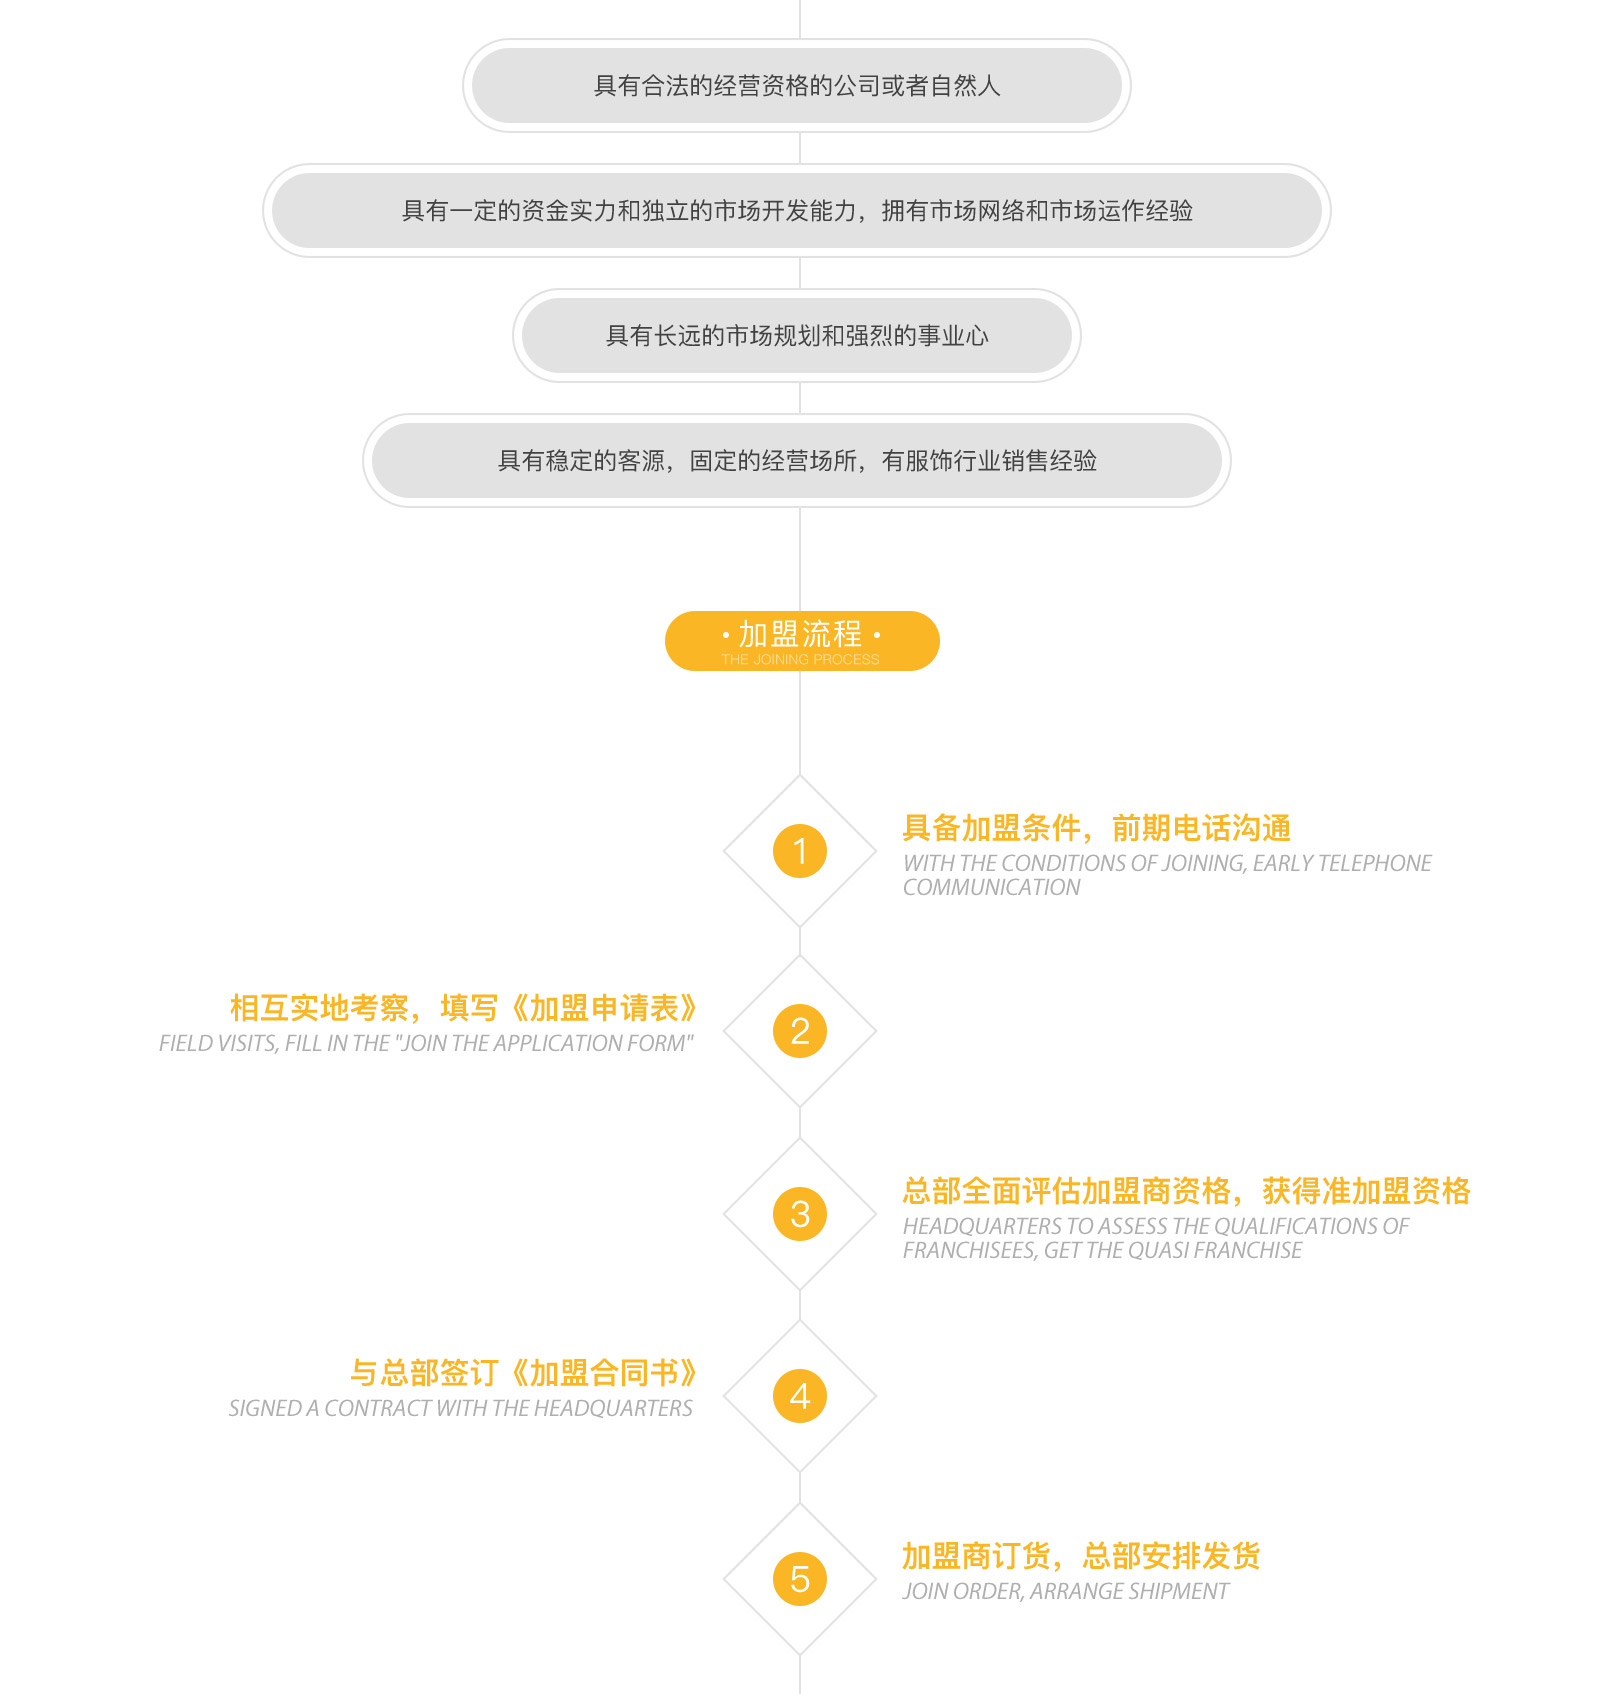 具有合法的经营资格的公司或者自然人
具有一定的资金实力和独立的市场开发能力，拥有市场网络和市场运作经验
具有长远的市场规划和强烈的事业心
具有稳定的客源，固定的经营场所，有服饰行业销售经验
·加盟流程·
THE JOINING PROCESS
1
具备加盟条件，前期电话沟通
WITH THE CONDITIONS OF JOINING, EARLY TELEPHONE
COMMUNICATION
相互实地考察，填写《加盟申请表》
FIELD VISITS, FILL IN THE "JOIN THE APPLICATION FORM"
2
3
总部全面评估加盟商资格，获得准加盟资格
HEADQUARTERS TO ASSESS THE QUALIFICATIONS OF
FRANCHISEES, GET THE QUASI FRANCHISE
与总部签订《加盟合同书》
SIGNED A CONTRACT WITH THE HEADQUARTERS
4
5
加盟商订货，总部安排发货
JOIN ORDER, ARRANGE SHIPMENT